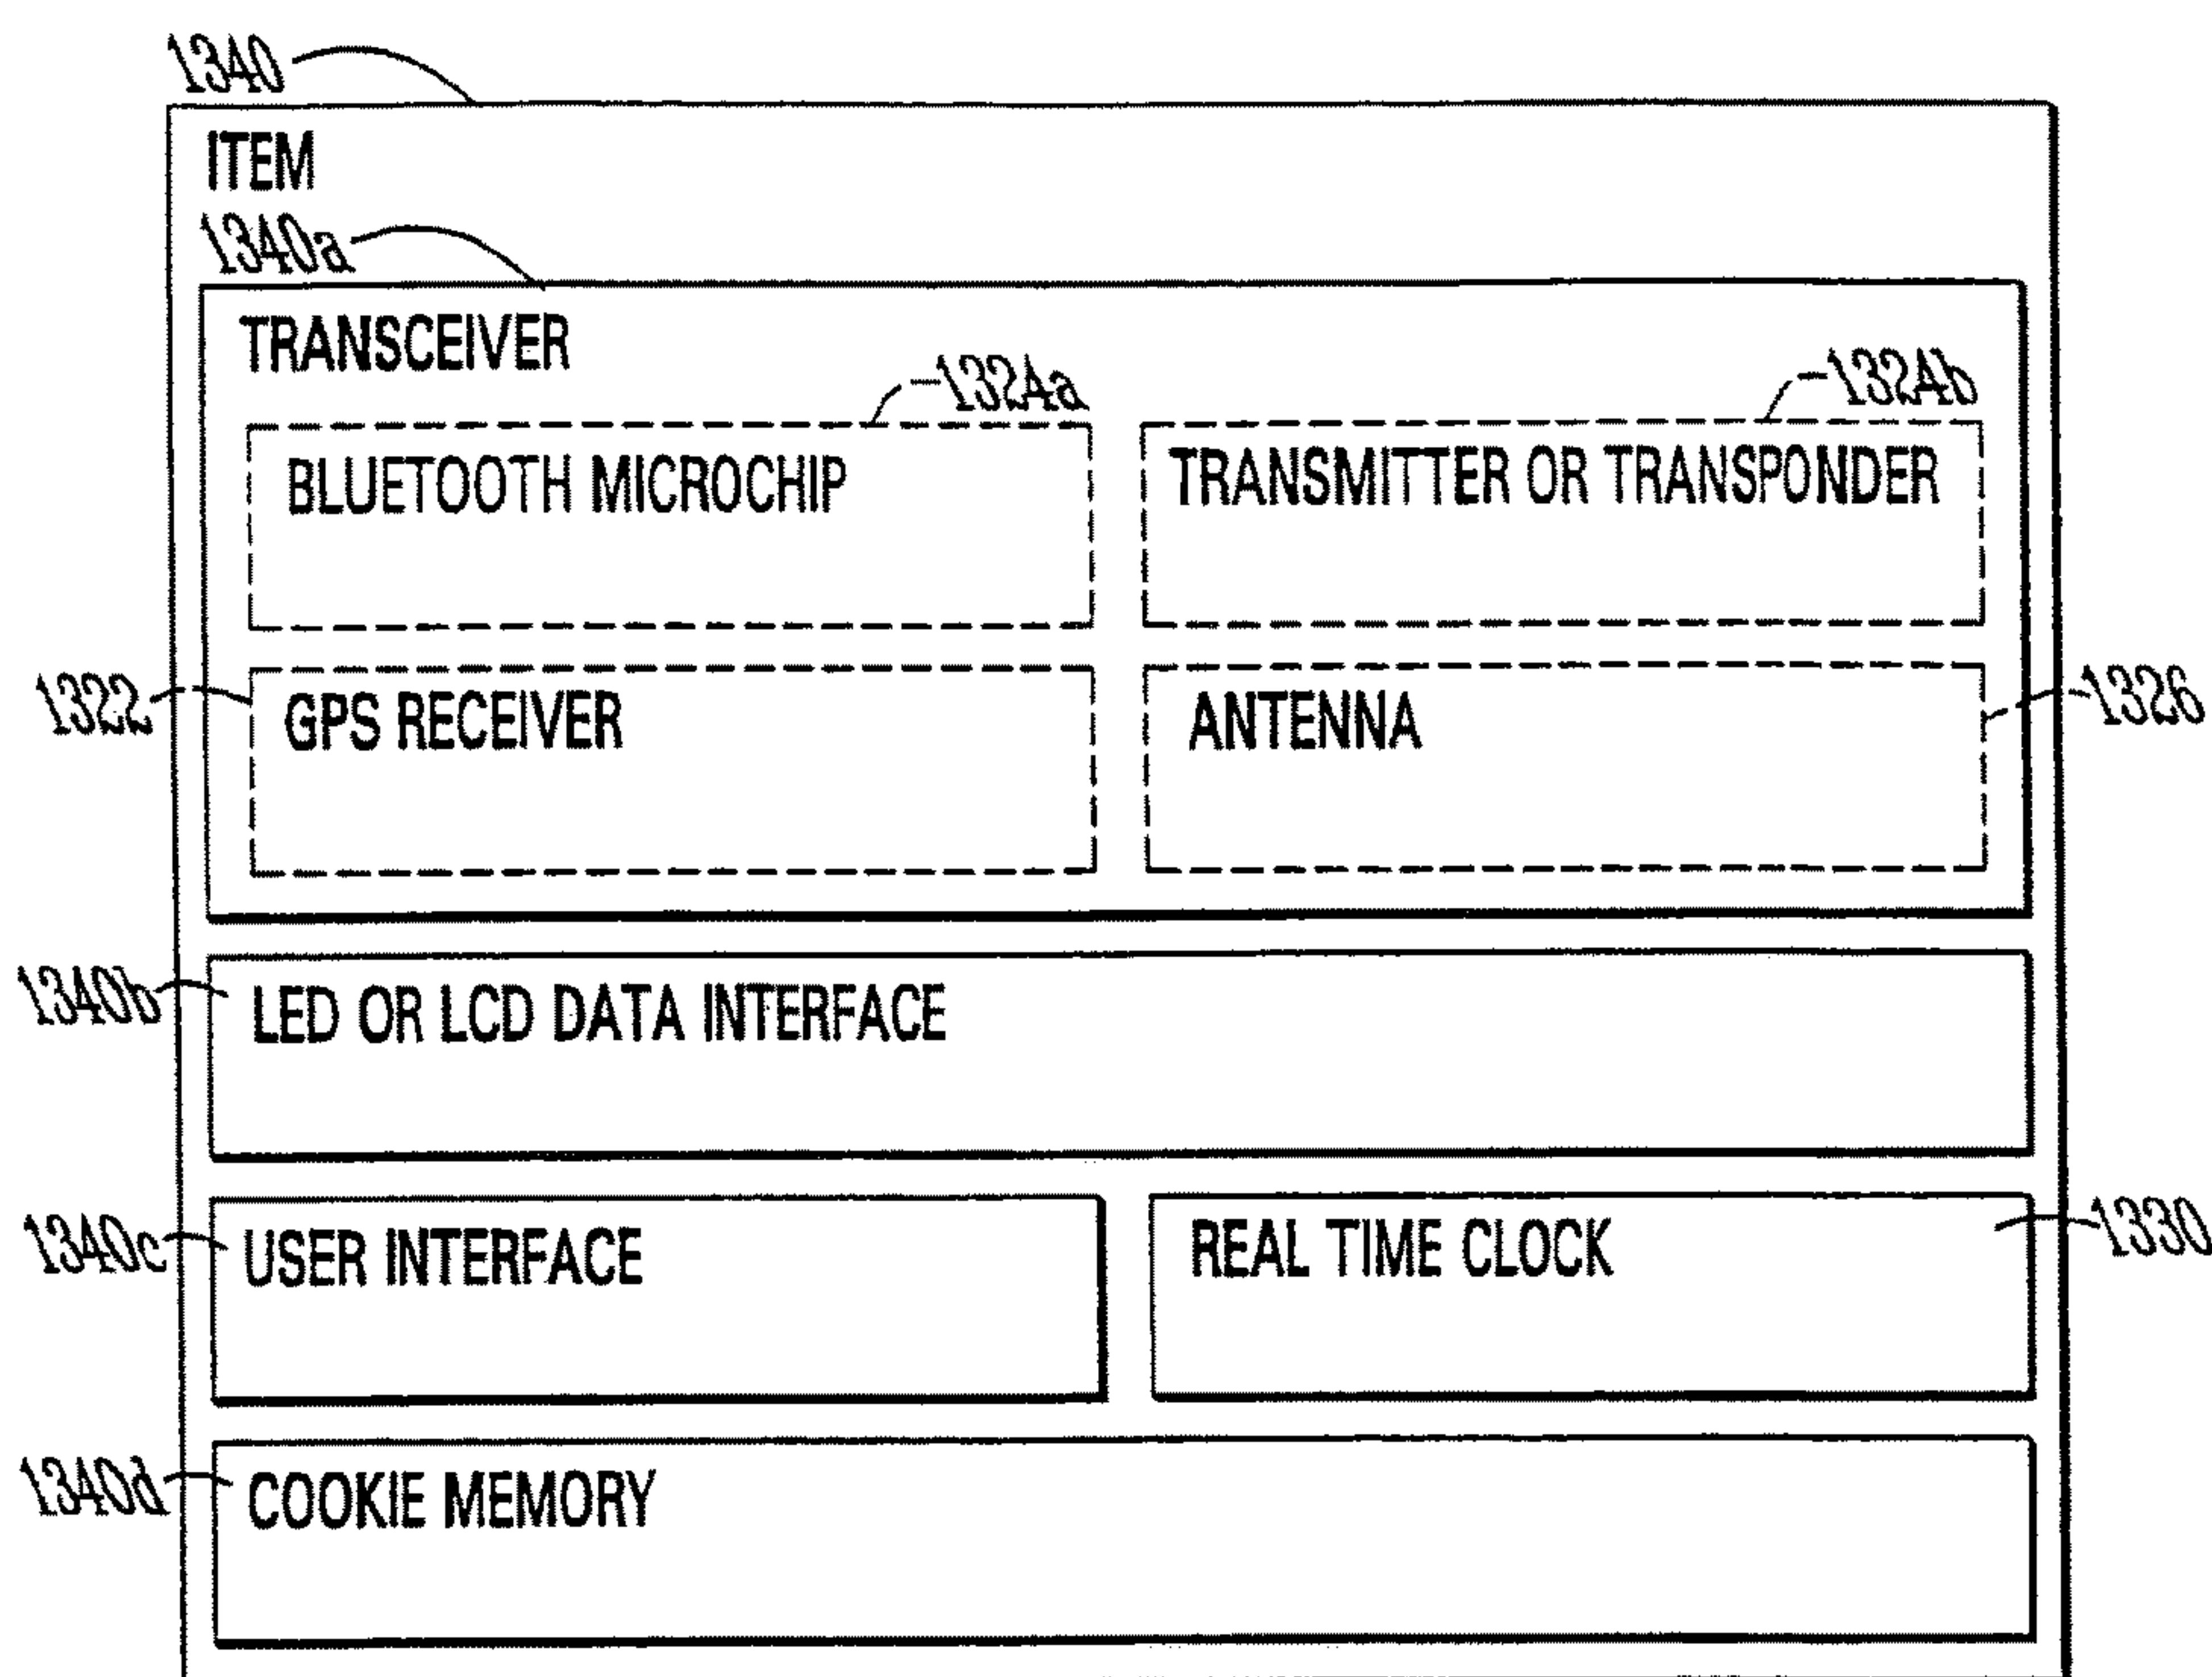 1340
ITEM
1340a
TRANSCEIVER
1324a
1324b
BLUETOOTH MICROCHIP
TRANSMITTER OR TRANSPONDER
1322
GPS RECEIVER
ANTENNA
1326
1340b
LED OR LCD DATA INTERFACE
1340c
USER INTERFACE
REAL TIME CLOCK
1330
1340d
COOKIE MEMORY